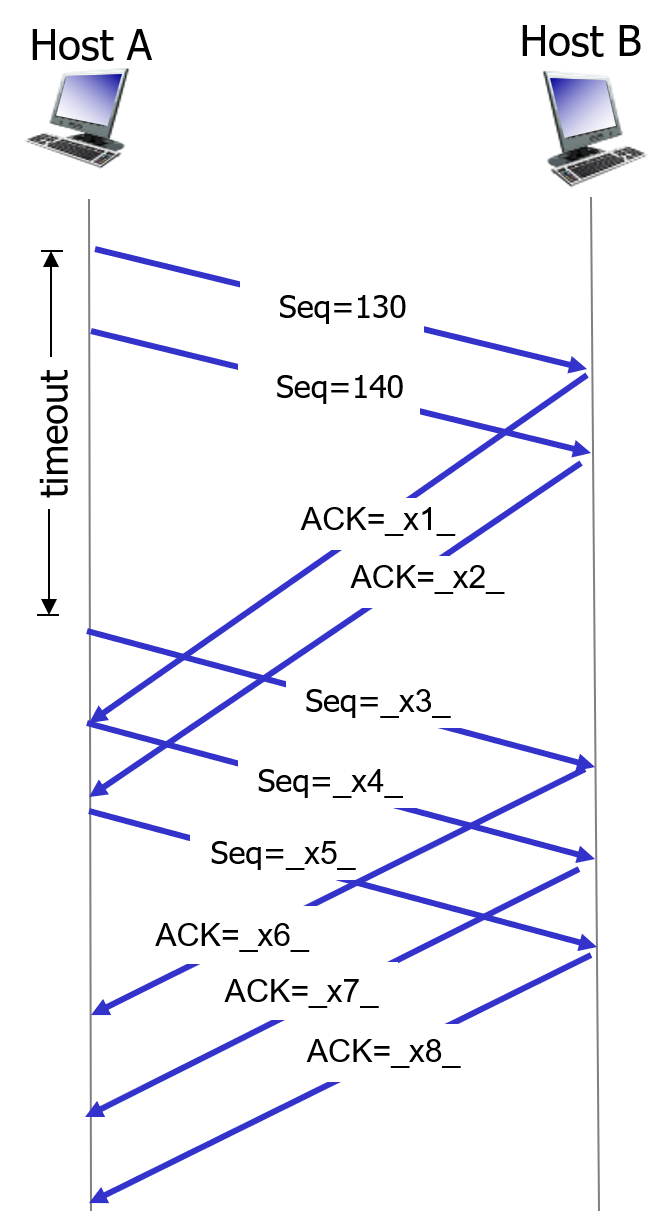 Host A
Host B
timeout
Seq=130
Seq=140
ACK=_x1_
ACK=_x2_
Seq=_x3_
Seq=_x4_
Seq=_x5_
ACK=_x6_
ACK=_x7_
ACK=_x8_